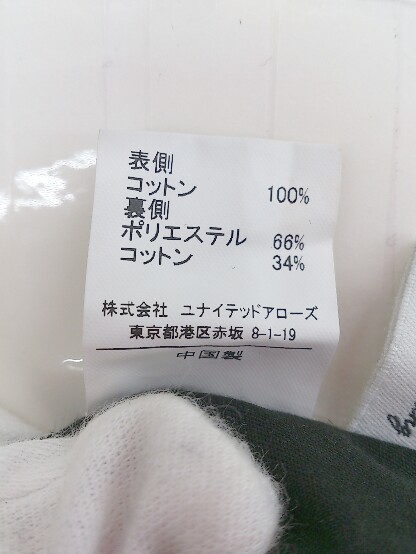 表側
コットン 100%
裏側
ポリエステル 66%
コットン 34%
株式会社 ユナイテッドアローズ
東京都港区赤坂 8-1-19
中国製